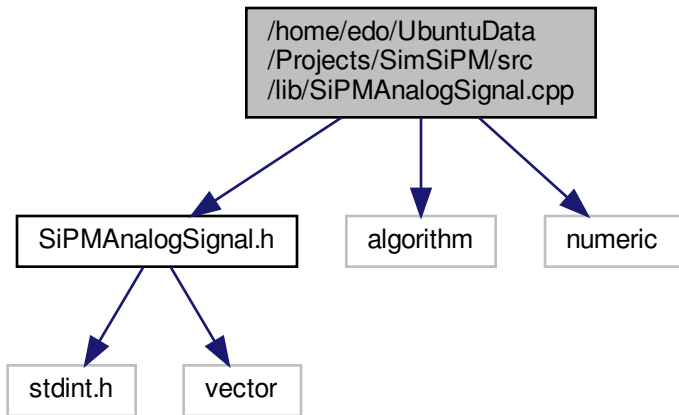 /home/edo/UbuntuData
/Projects/SimSiPM/src
/lib/SiPMAnalogSignal.cpp
SiPMAnalogSignal.h
algorithm
numeric
stdint.h
vector